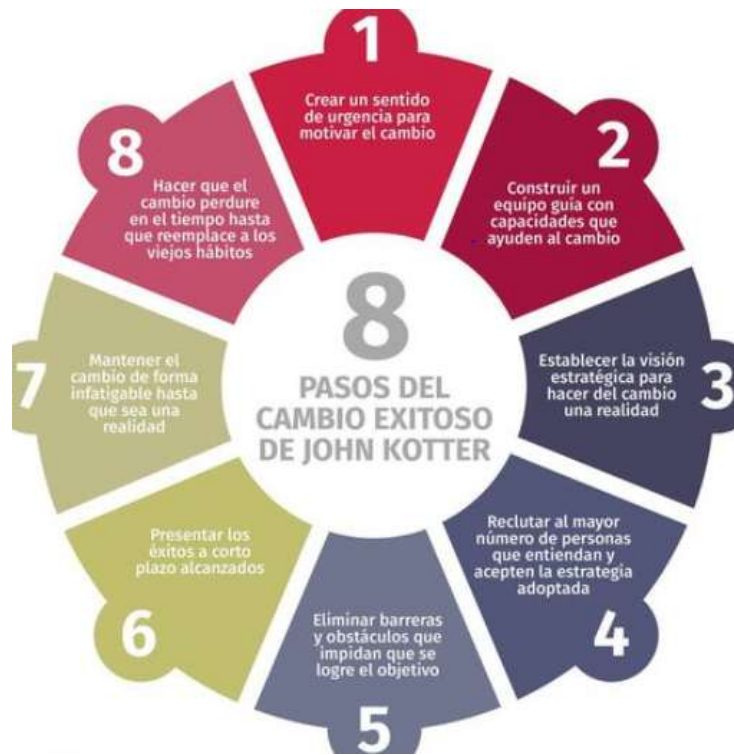 8
PASOS DEL
CAMBIO EXITOSO
DE JOHN KOTTER
1
Crear un sentido
de urgencia para
motivar el cambio
2
Construir un
equipo guía con
capacidades que
ayuden al cambio
3
Establecer la visión
estratégica para
hacer del cambio
una realidad
4
Reclutar al mayor
número de personas
que entiendan y
acepten la estrategia
adoptada
5
Eliminar barreras
y obstáculos que
impidan que se
logre el objetivo
6
Presentar los
éxitos a corto
plazo alcanzados
7
Mantener el
cambio de forma
infatigable hasta
que sea una
realidad
8
Hacer que el
cambio perdure
en el tiempo hasta
que reemplace a los
viejos hábitos